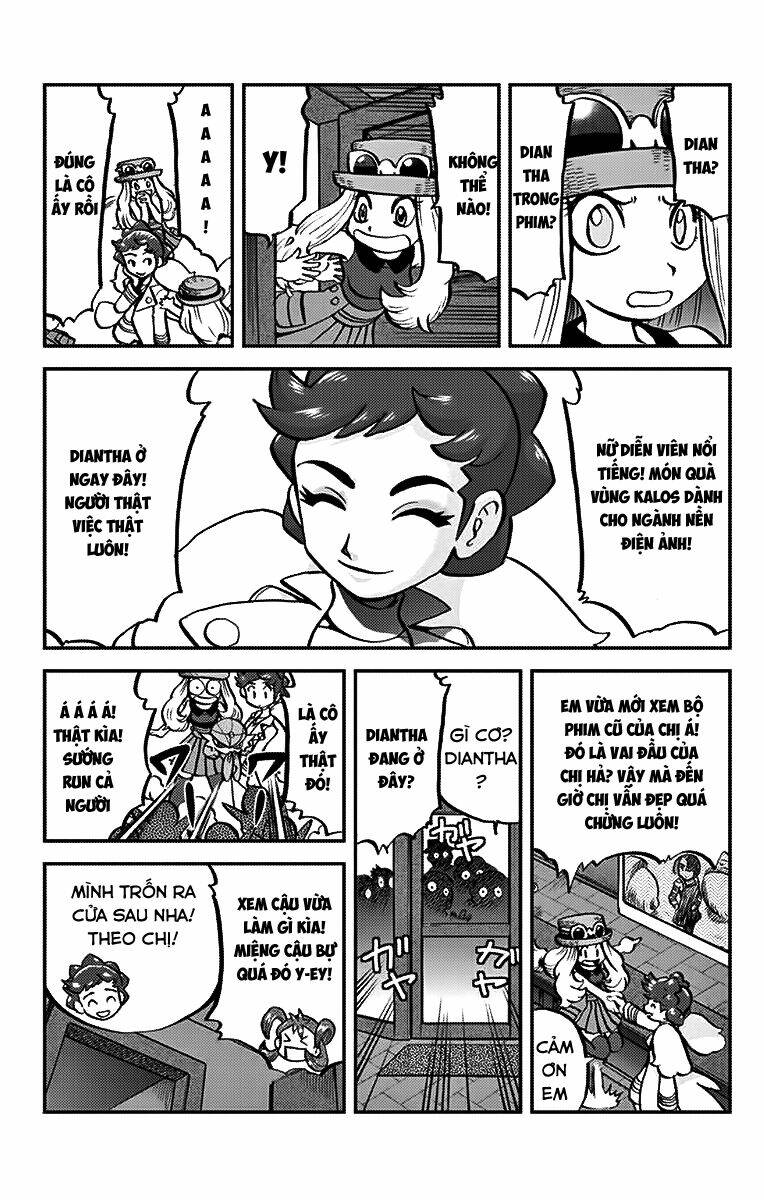 DIAN
THA?
DIAN
THA
TRONG
PHIM?
KHÔNG
THỂ
NÀO!
Y!
A
A
A
A
A
A
!
ĐÚNG
LÀ CÔ
ẤY RỒI
NỮ DIỄN VIÊN NỔI
TIẾNG! MÓN QUÀ
VÙNG KALOS DÀNH
CHO NGÀNH NỀN
ĐIỆN ẢNH!
DIANTHA Ở
NGAY ĐÂY!
NGƯỜI THẬT
VIỆC THẬT
LUÔN!
EM VỪA MỚI XEM BỘ
PHIM CŨ CỦA CHỊ Á!
ĐÓ LÀ VAI ĐẦU CỦA
CHỊ HẢ? VẬY MÀ ĐẾN
GIỜ CHỊ VẪN ĐẸP QUÁ
CHỪNG LUÔN!
CẢM
ƠN
EM
GÌ CƠ?
DIANTHA
?
DIANTHA
ĐANG Ở
ĐÂY?
ガヤ
ガヤ
LÀ CÔ
ẤY THẬT
ĐÓ!
Á Á Á Á!
THẬT KÌA!
SƯỚNG
RUN CẢ
NGƯỜI
XEM CẬU VỪA
LÀM GÌ KÌA!
MIỆNG CẬU BỰ
QUÁ ĐÓ Y-EY!
MÌNH TRỐN RA
CỬA SAU NHA!
THEO CHỊ!